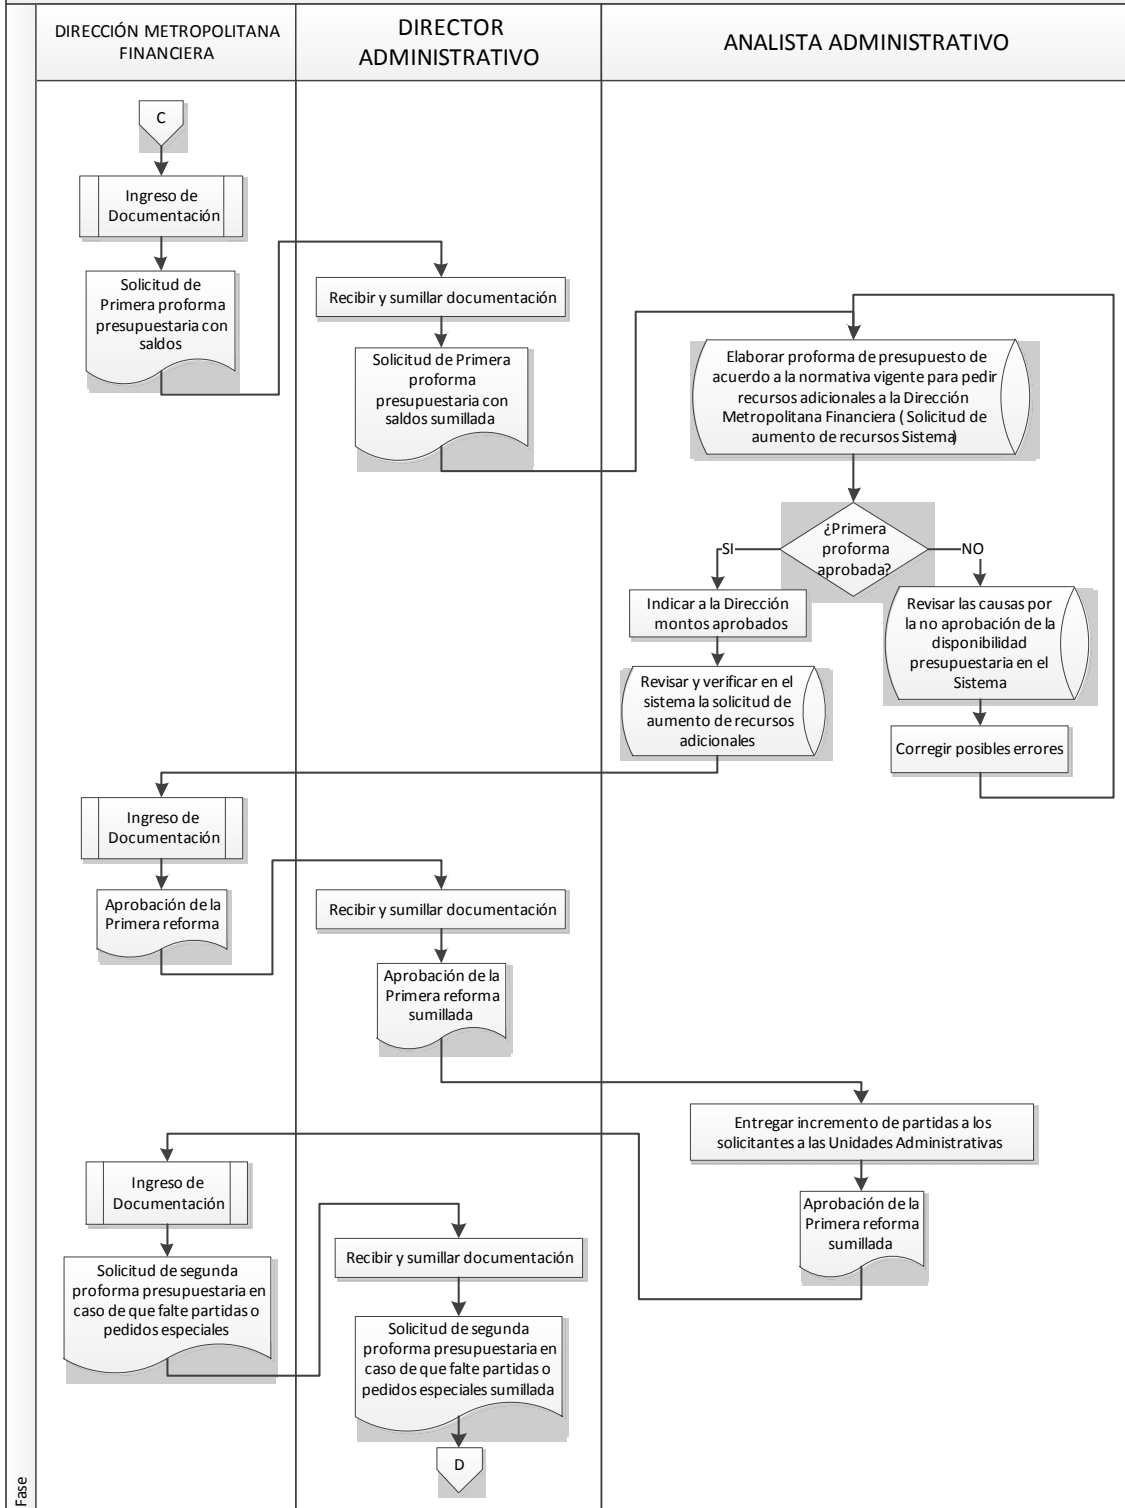 DIRECCIÓN METROPOLITANA
FINANCIERA
DIRECTOR
ADMINISTRATIVO
ANALISTA ADMINISTRATIVO
C
Ingreso de
Documentación
Solicitud de
Primera proforma
presupuestaria con
saldos
Recibir y sumillar documentación
Solicitud de Primera
proforma
presupuestaria con
saldos sumillada
Elaborar proforma de presupuesto de
acuerdo a la normativa vigente para pedir
recursos adicionales a la Dirección
Metropolitana Financiera ( Solicitud de
aumento de recursos Sistema)
¿Primera
proforma
aprobada?
SI
NO
Indicar a la Dirección
montos aprobados
Revisar y verificar en el
sistema la solicitud de
aumento de recursos
adicionales
Revisar las causas por
la no aprobación de la
disponibilidad
presupuestaria en el
Sistema
Corregir posibles errores
Ingreso de
Documentación
Aprobación de la
Primera reforma
Recibir y sumillar documentación
Aprobación de la
Primera reforma
sumillada
Entregar incremento de partidas a los
solicitantes a las Unidades Administrativas
Aprobación de la
Primera reforma
sumillada
Ingreso de
Documentación
Solicitud de segunda
proforma presupuestaria en
caso de que falte partidas o
pedidos especiales
Recibir y sumillar documentación
Solicitud de segunda
proforma presupuestaria en
caso de que falte partidas o
pedidos especiales sumillada
D
Fase